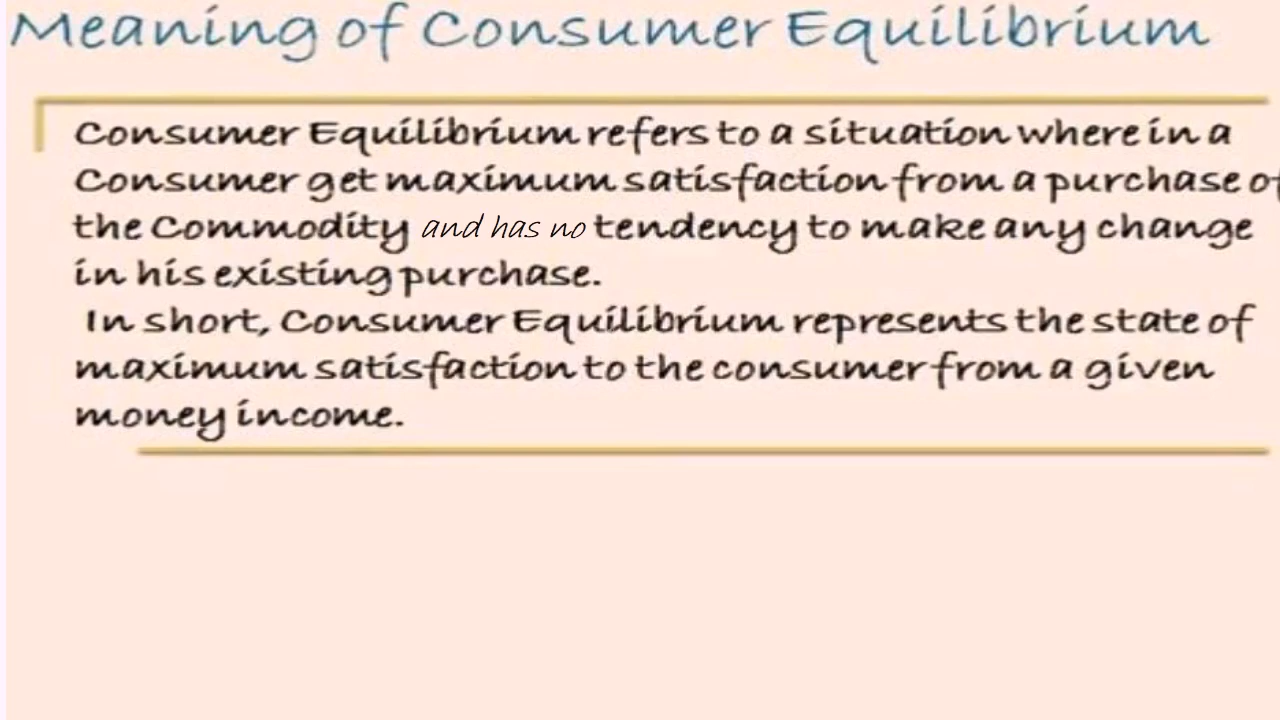 Meaning of Consumer Equilibrium
Consumer Equilibrium refers to a situation where in a
Consumer get maximum satisfaction from a purchase of
the Commodity and has no tendency to make any change
in his existing purchase.
In short, Consumer Equilibrium represents the state of
maximum satisfaction to the consumer from a given
money income.